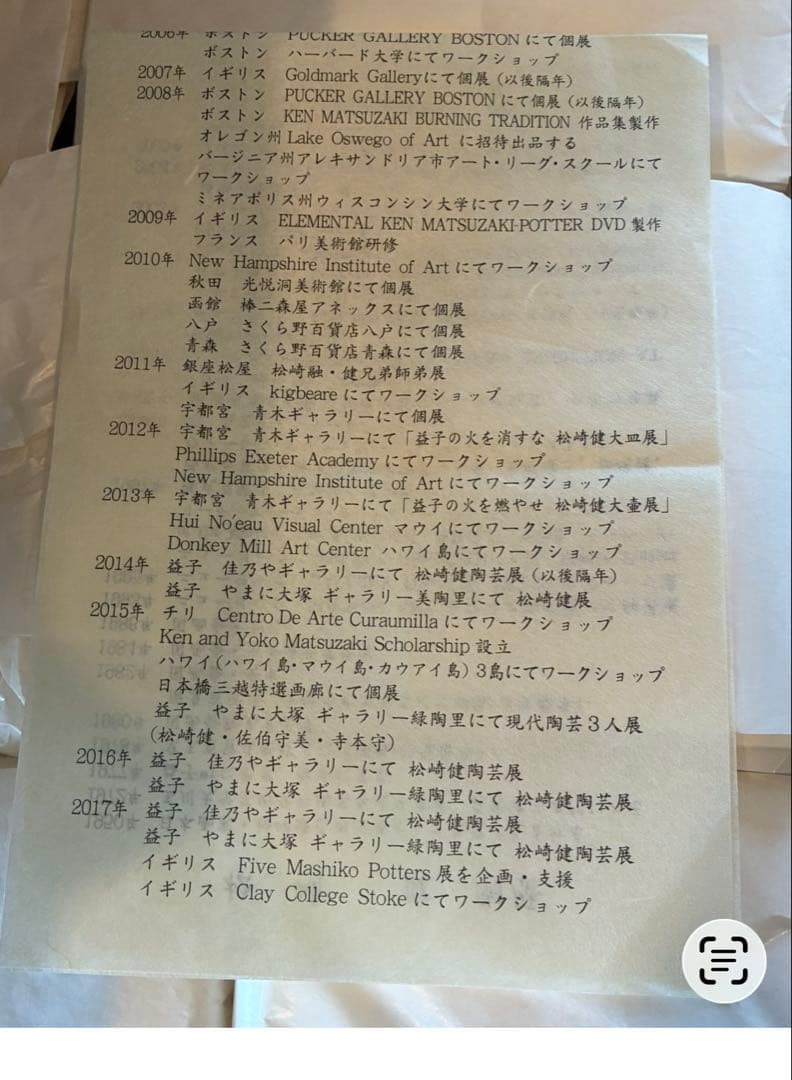 2006年 ボストン PUCKER GALLERY BOSTON にて個展
ボストン ハーバード大学にてワークショップ
2007年 イギリス Goldmark Galleryにて個展（以後隔年）
2008年 ボストン PUCKER GALLERY BOSTON にて個展（以後隔年）
ボストン KEN MATSUZAKI BURNING TRADITION 作品集製作
オレゴン州 Lake Oswego of Art に招待出品する
バージニア州アレキサンドリア市アート・リーグ・スクールにて
ワークショップ
ミネアポリス州ウィスコンシン大学にてワークショップ
2009年 イギリス ELEMENTAL KEN MATSUZAKI-POTTER DVD 製作
フランス パリ美術館研修
2010年 New Hampshire Institute of Art にてワークショップ
秋田 光悦洞美術館にて個展
函館 棒二森屋アネックスにて個展
八戸 さくら野百貨店八戸にて個展
青森 さくら野百貨店青森にて個展
2011年 銀座松屋 松崎融・健兄弟師弟展
イギリス kigbeare にてワークショップ
宇都宮 青木ギャラリーにて個展
2012年 宇都宮 青木ギャラリーにて「益子の火を消すな 松崎健大皿展」
Phillips Exeter Academy にてワークショップ
New Hampshire Institute of Art にてワークショップ
2013年 宇都宮 青木ギャラリーにて「益子の火を燃やせ 松崎健大壷展」
Hui No'eau Visual Center マウイにてワークショップ
Donkey Mill Art Center ハワイ島にてワークショップ
2014年 益子 佳乃やギャラリーにて 松崎健陶芸展（以後隔年）
益子 やまに大塚 ギャラリー美陶里にて 松崎健展
2015年 チリ Centro De Arte Curaumilla にてワークショップ
Ken and Yoko Matsuzaki Scholarship 設立
ハワイ（ハワイ島・マウイ島・カウアイ島）3島にてワークショップ
日本橋三越特選画廊にて個展
益子 やまに大塚 ギャラリー緑陶里にて現代陶芸３人展
（松崎健・佐伯守美・寺本守）
2016年 益子 佳乃やギャラリーにて 松崎健陶芸展
益子 やまに大塚 ギャラリー緑陶里にて 松崎健陶芸展
2017年 益子 佳乃やギャラリーにて 松崎健陶芸展
益子 やまに大塚 ギャラリー緑陶里にて 松崎健陶芸展
イギリス Five Mashiko Potters 展を企画・支援
イギリス Clay College Stoke にてワークショップ